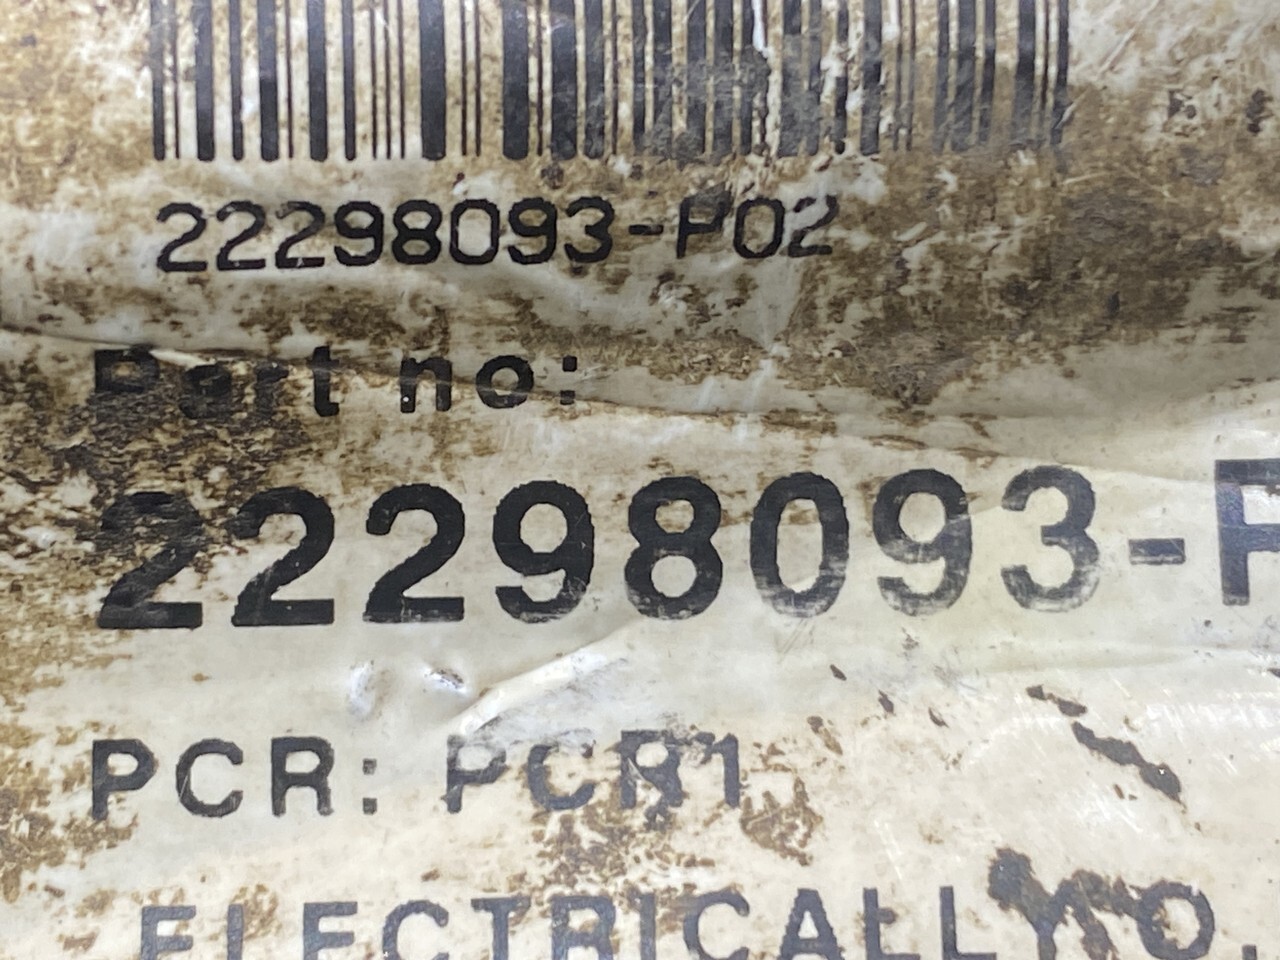 22298093-P02
Part no:
22298093-P
PCR: PCR1
ELECTRICALLY O.